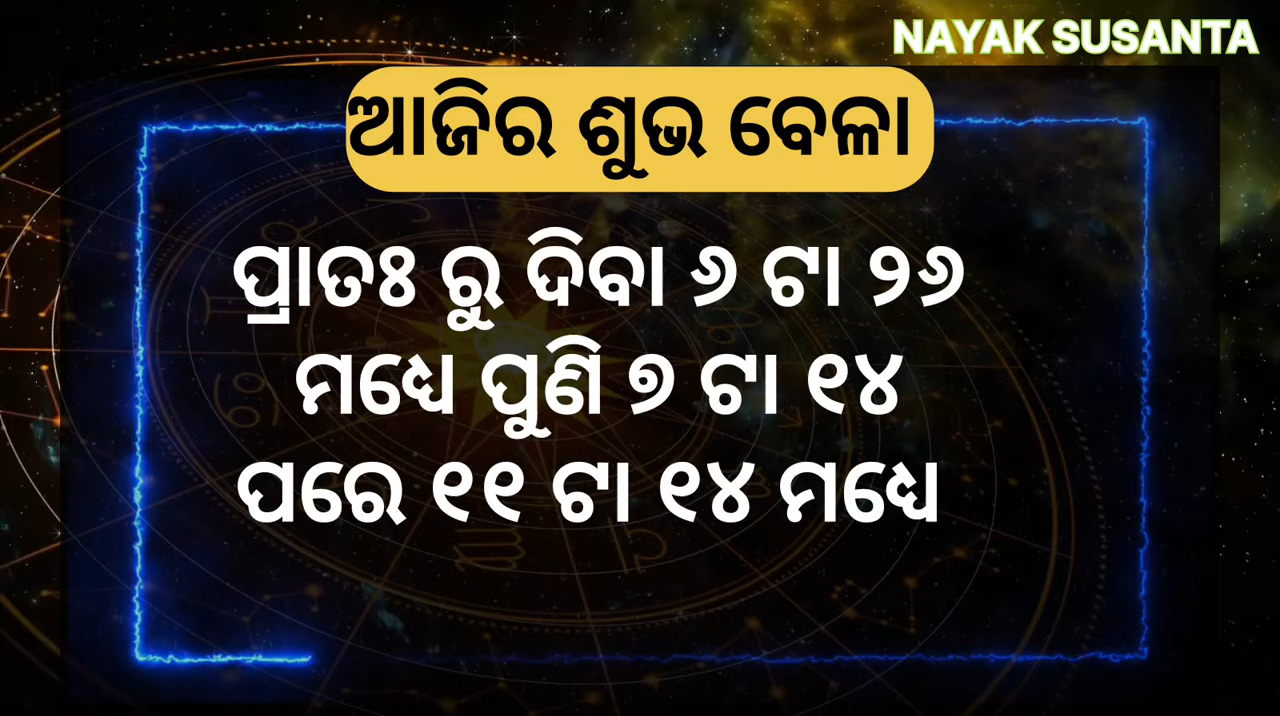 NAYAK SUSANTA
ଆଜିର ଶୁଭ ବେଳା
ପ୍ରାତଃ ରୁ ଦିବା ୬ ଟା ୨୬
ମଧ୍ୟେ ପୁଣି ୭ ଟା ୧୪
ପରେ ୧୧ ଟା ୧୪ ମଧ୍ୟେ